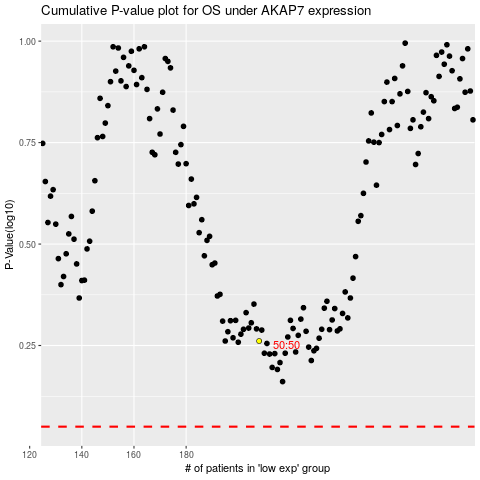 Cumulative P-value plot for OS under AKAP7 expression
P-Value(log10)
1.00
0.75
0.50
0.25
50:50
120 140 160 180
# of patients in 'low exp' group